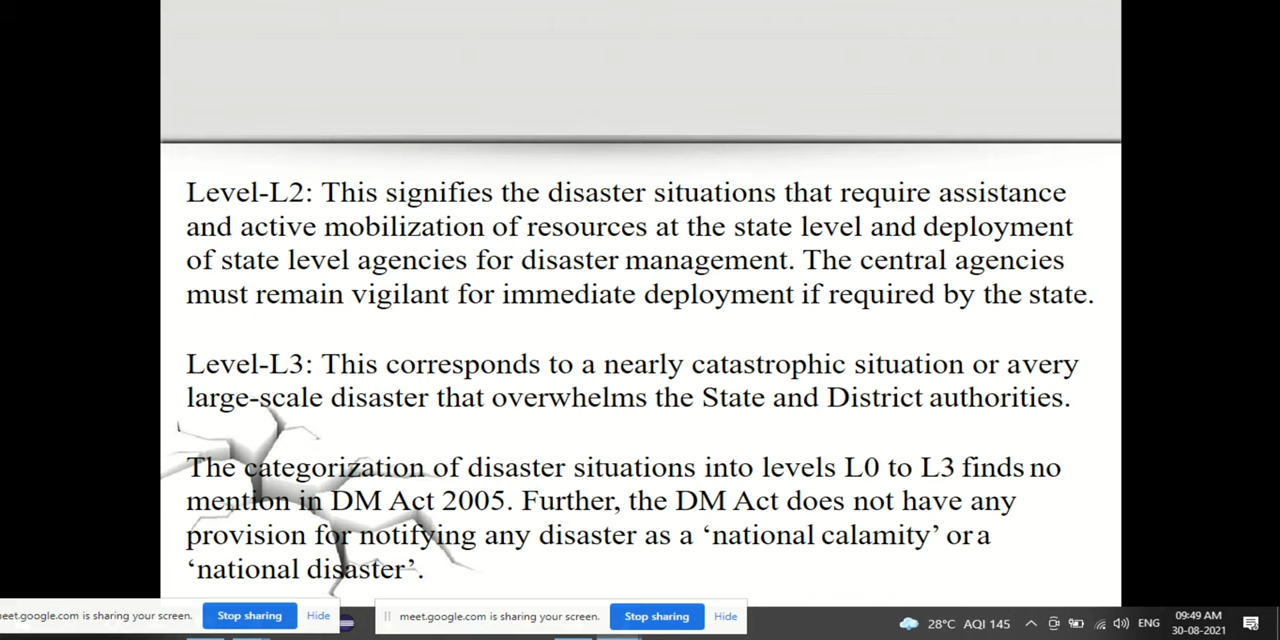 Level-L2: This signifies the disaster situations that require assistance
and active mobilization of resources at the state level and deployment
of state level agencies for disaster management. The central agencies
must remain vigilant for immediate deployment if required by the state.
Level-L3: This corresponds to a nearly catastrophic situation or avery
large-scale disaster that overwhelms the State and District authorities.
The categorization of disaster situations into levels L0 to L3 finds no
mention in DM Act 2005. Further, the DM Act does not have any
provision for notifying any disaster as a ‘national calamity’ or a
‘national disaster’.
neet.google.com is sharing your screen. Stop sharing Hide
meet.google.com is sharing your screen. Stop sharing Hide
28°C AQI 145 ENG 09:49 AM
30-08-2021